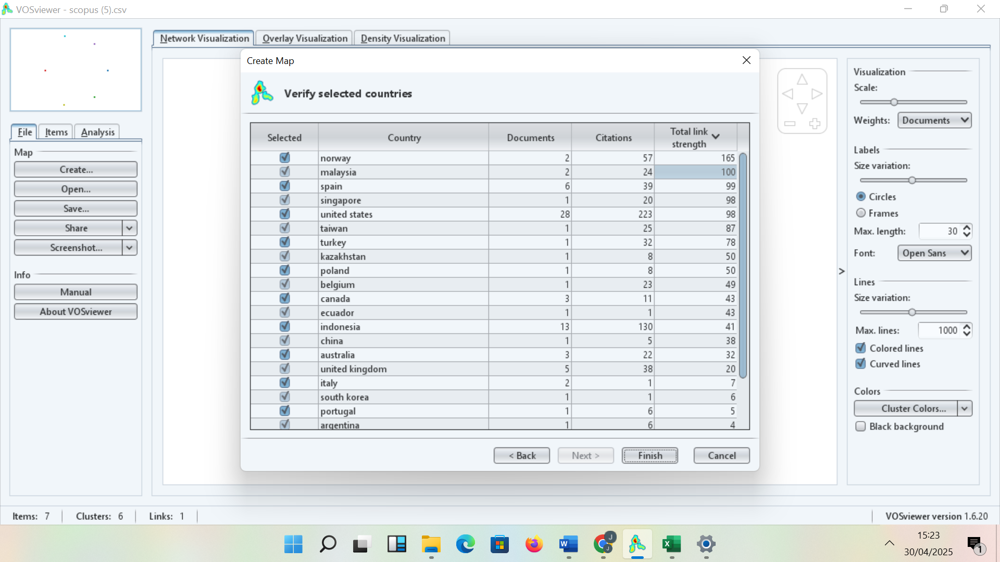 VOSviewer - scopus (5).csv
Network Visualization
Overlay Visualization
Density Visualization
File
Items
Analysis
Map
Create...
Open...
Save...
Share
Screenshot...
Info
Manual
About VOSviewer
Create Map
Verify selected countries
Selected Country Documents Citations Total link strength
norway 2 57 165
malaysia 2 24 100
spain 6 39 99
singapore 1 20 98
united states 28 223 98
taiwan 1 25 87
turkey 1 32 78
kazakhstan 1 8 50
poland 1 8 50
belgium 1 23 49
canada 3 11 43
ecuador 1 1 43
indonesia 13 130 41
china 1 5 38
australia 3 22 32
united kingdom 5 38 20
italy 2 1 7
south korea 1 1 6
portugal 1 6 5
argentina 1 6 4
< Back
Next >
Finish
Cancel
>
Visualization
Scale:
Weights: Documents
Labels
Size variation:
Circles
Frames
Max. length: 30
Font: Open Sans
Lines
Size variation:
Max. lines: 1000
Colored lines
Curved lines
Colors
Cluster Colors...
Black background
Items: 7 Clusters: 6 Links: 1
VOSviewer version 1.6.20
W
J
J
X
15:23
30/04/2025
1